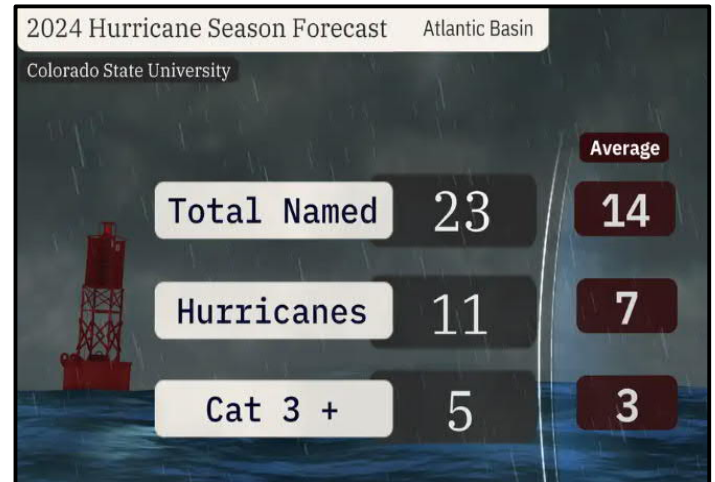 2024 Hurricane Season Forecast Atlantic Basin
Colorado State University
Average
Total Named 23 14
Hurricanes 11 7
Cat 3 + 5 3